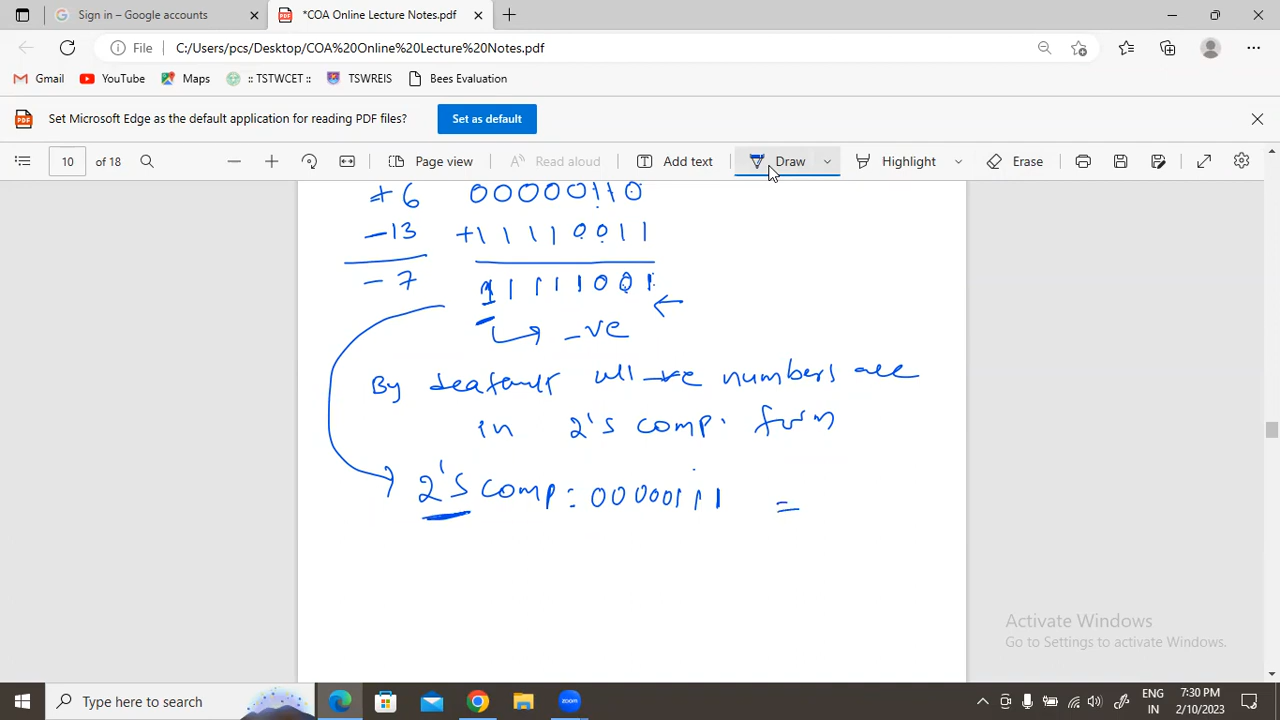 Sign in – Google accounts
*COA Online Lecture Notes.pdf
File C:/Users/pcs/Desktop/COA%20Online%20Lecture%20Notes.pdf
Gmail YouTube Maps :: TSTWCET :: TSWREIS Bees Evaluation
Set Microsoft Edge as the default application for reading PDF files? Set as default
10 of 18 Page view Read aloud Add text Draw Highlight Erase
+6 00000110
-13 +11110011
-7 11111001
-ve
By deafault all -ve numbers are
in 2's comp. form
2's comp : 00000111 =
Activate Windows
Go to Settings to activate Windows.
Type here to search
zoom
ENG
IN
7:30 PM
2/10/2023